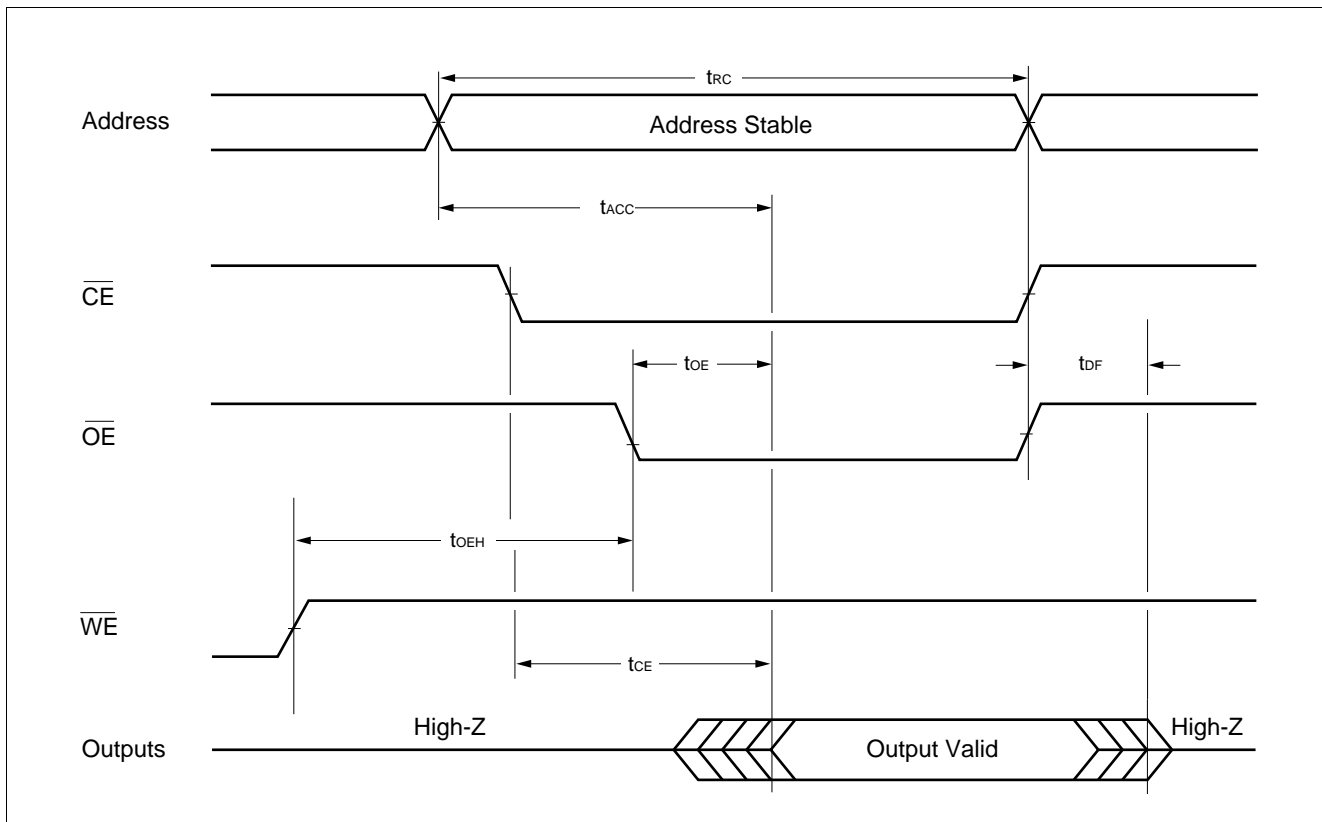 tRC
Address
Address Stable
tACC
CE
tOE
tDF
OE
tOEH
WE
tCE
High-Z
High-Z
Outputs
Output Valid